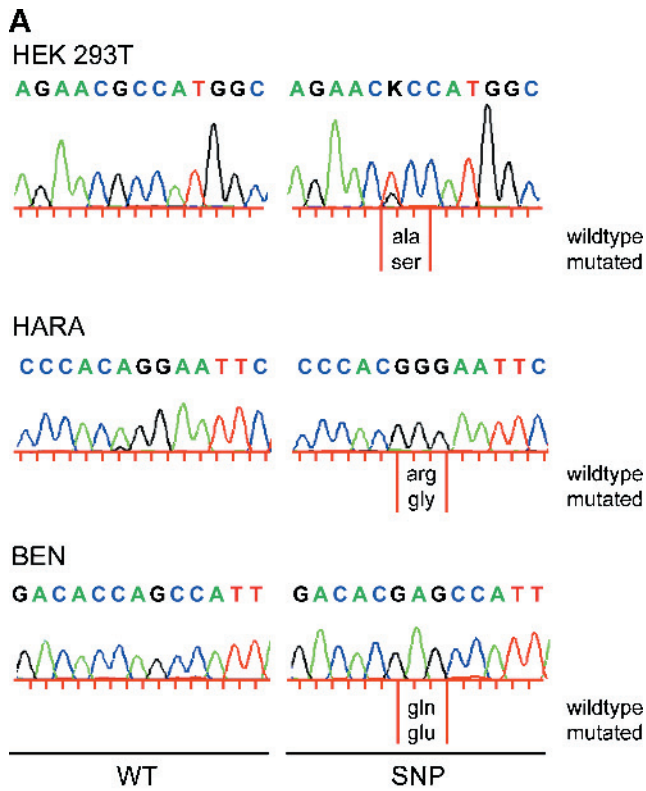 A
HEK 293T
AGAACGCCATGGC AGAACKCCATGGC
ala wildtype
ser mutated
HARA
CCCACAGGAATTC CCCACGGGAATTC
arg wildtype
gly mutated
BEN
GACACCAGCCATT GACACGAGCCATT
gln wildtype
glu mutated
WT SNP